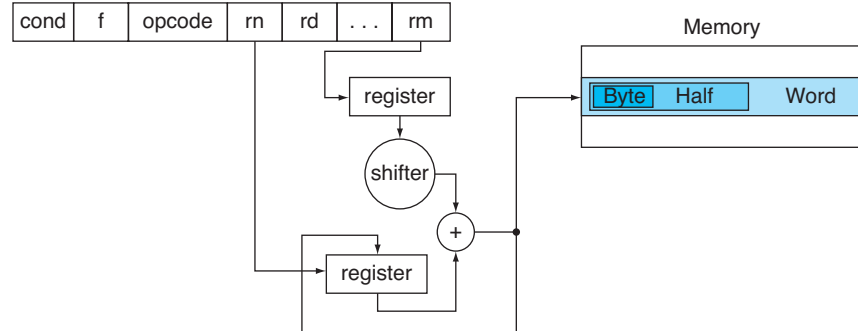 cond f opcode rn rd ... rm
Memory
register
Byte Half Word
shifter
+
register